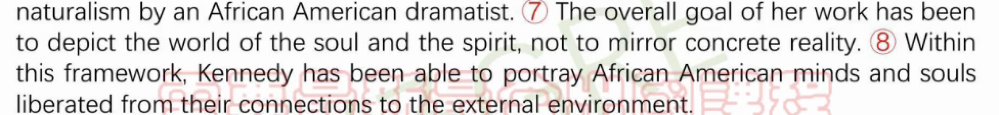 naturalism by an African American dramatist. ⑦ The overall goal of her work has been
to depict the world of the soul and the spirit, not to mirror concrete reality. ⑧ Within
this framework, Kennedy has been able to portray African American minds and souls
liberated from their connections to the external environment.